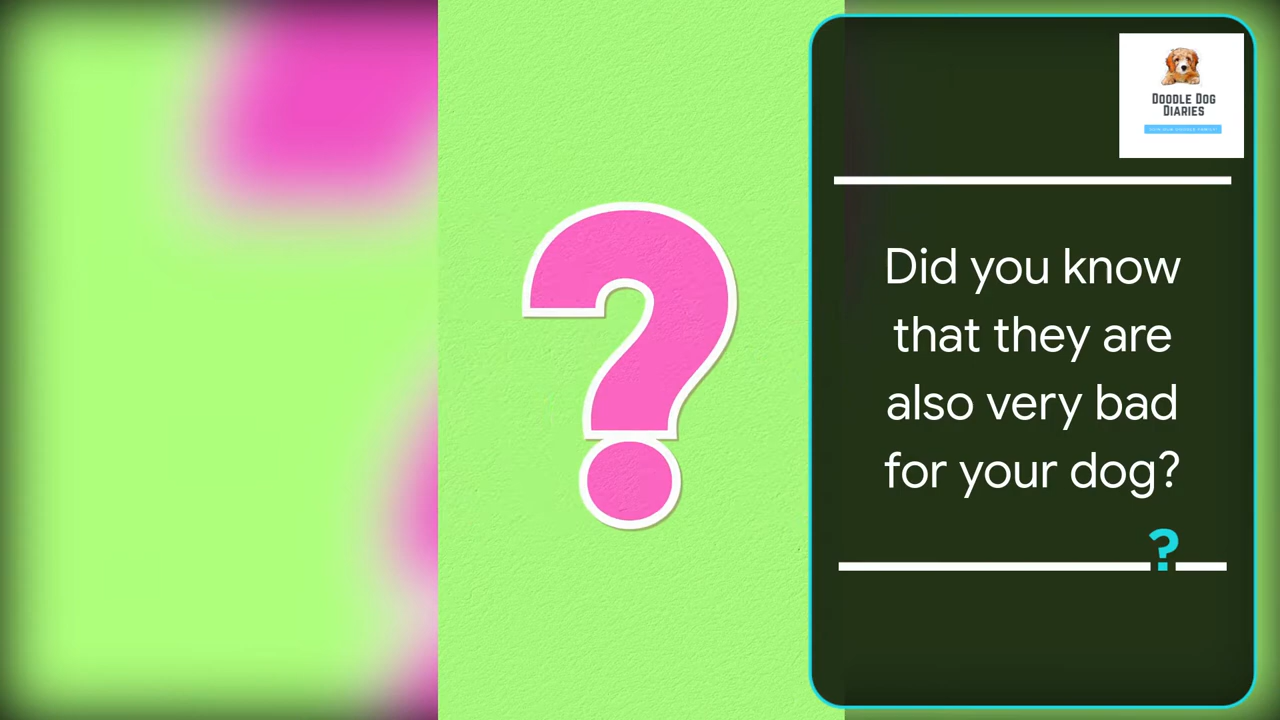 ?
DOODLE DOG
DIARIES
Did you know
that they are
also very bad
for your dog?
?